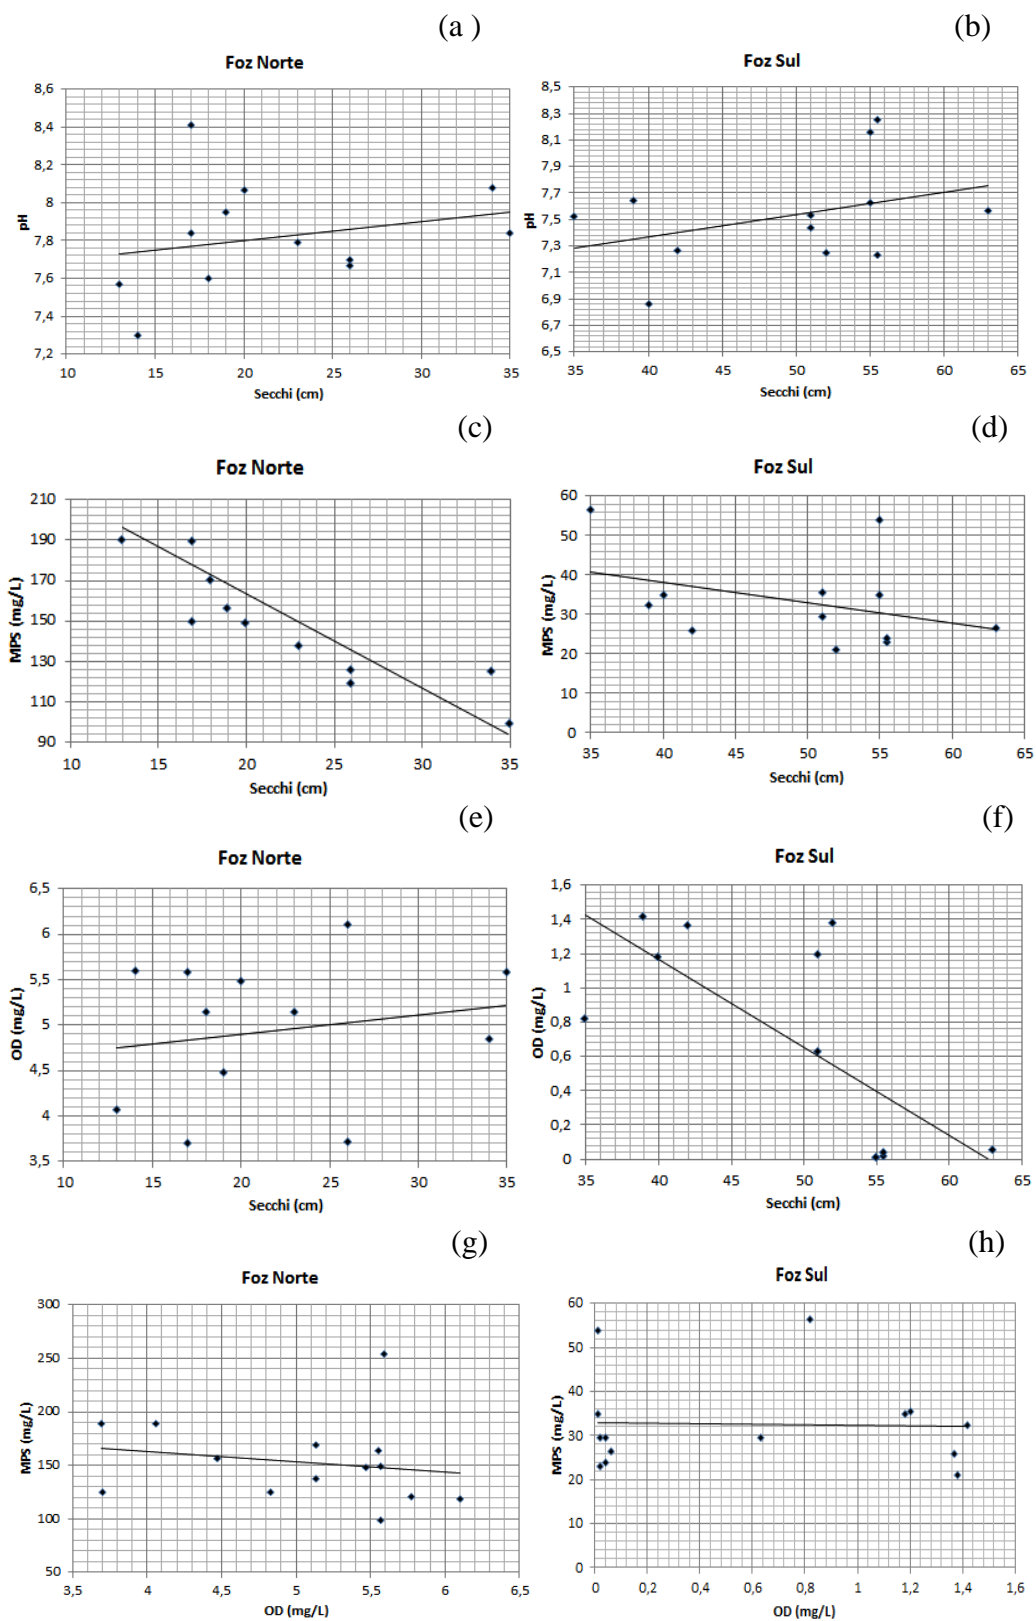 (a )
(b)
Foz Norte
8,6
8,4
8,2
8
7,8
7,6
7,4
7,2
pH
10 15 20 25 30 35
Secchi (cm)
Foz Sul
8,5
8,3
8,1
7,9
7,7
7,5
7,3
7,1
6,9
6,7
6,5
pH
35 40 45 50 55 60 65
Secchi (cm)
(c)
(d)
Foz Norte
210
190
170
150
130
110
90
MPS (mg/L)
10 15 20 25 30 35
Secchi (cm)
Foz Sul
60
50
40
30
20
10
0
MPS (mg/L)
35 40 45 50 55 60 65
Secchi (cm)
(e)
(f)
Foz Norte
6,5
6
5,5
5
4,5
4
3,5
OD (mg/L)
10 15 20 25 30 35
Secchi (cm)
Foz Sul
1,6
1,4
1,2
1
0,8
0,6
0,4
0,2
0
OD (mg/L)
35 40 45 50 55 60 65
Secchi (cm)
(g)
(h)
Foz Norte
300
250
200
150
100
50
MPS (mg/L)
3,5 4 4,5 5 5,5 6 6,5
OD (mg/L)
Foz Sul
60
50
40
30
20
10
0
MPS (mg/L)
0 0,2 0,4 0,6 0,8 1 1,2 1,4 1,6
OD (mg/L)